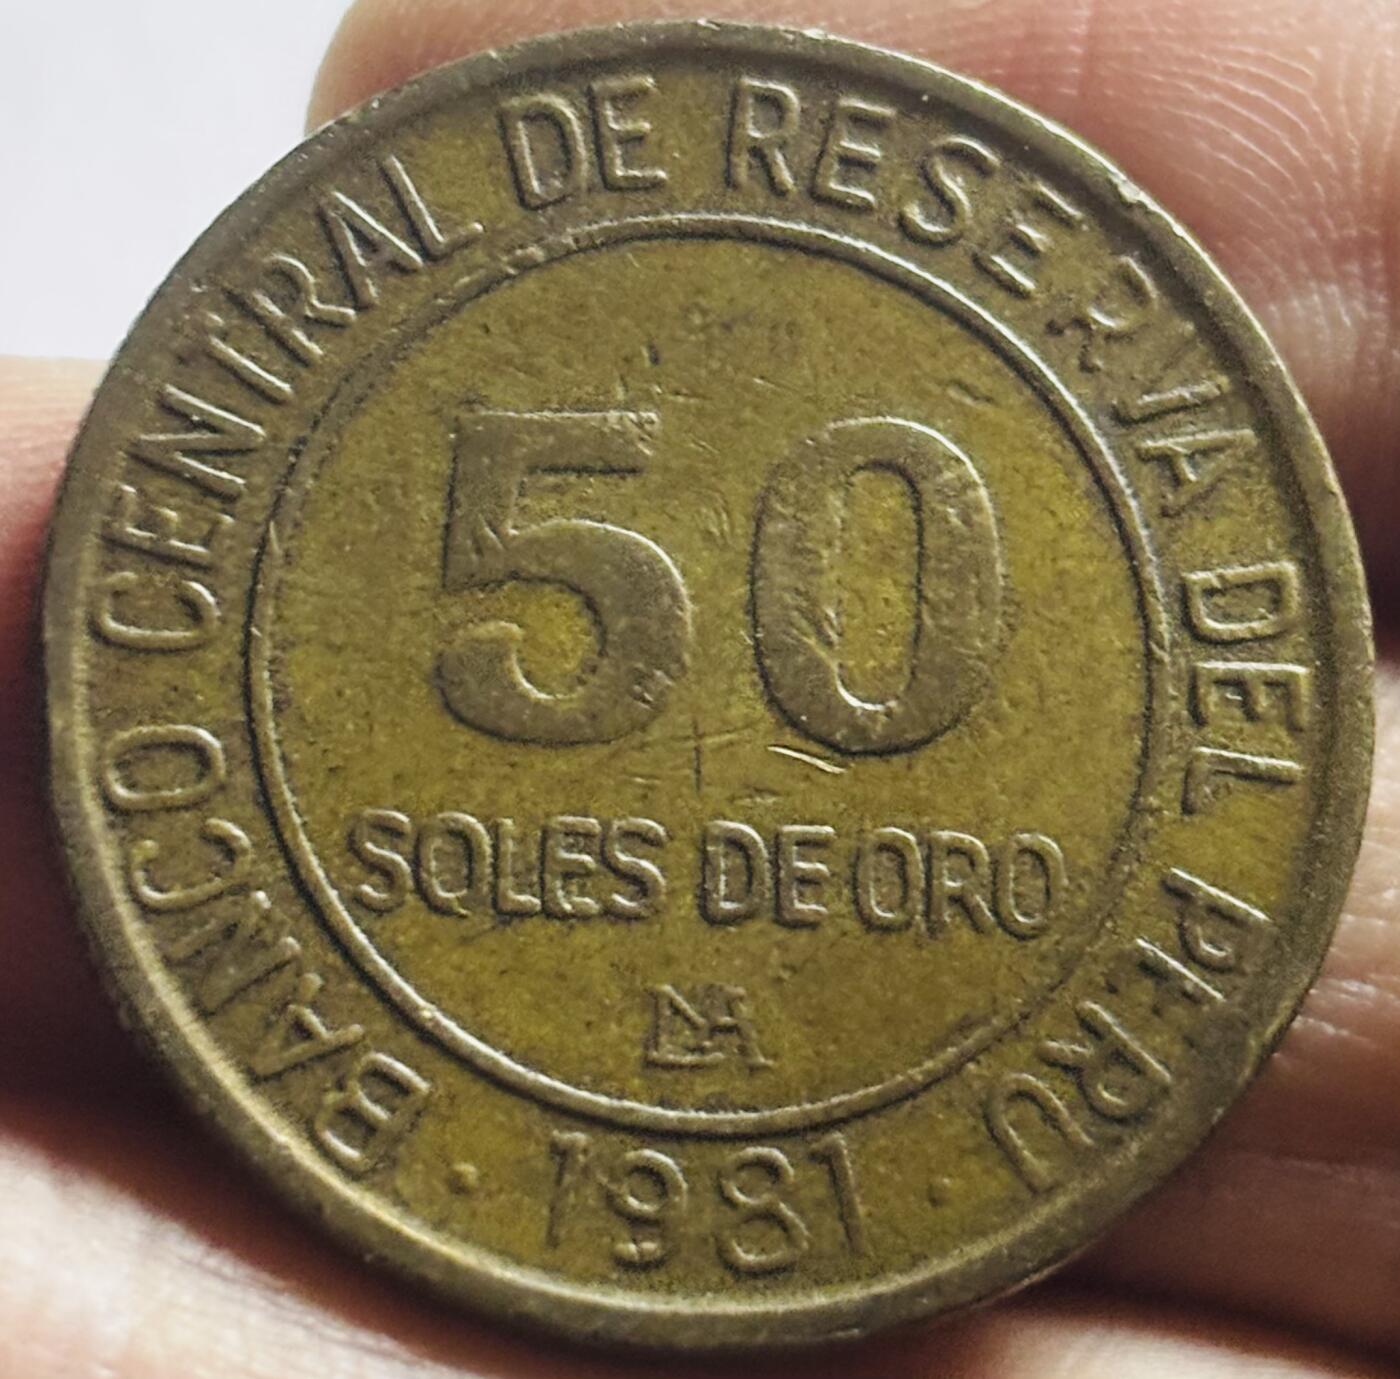 BANCO CENTRAL DE RESERVA DEL PERU
50
SOLES DE ORO
LMA
· 1981 ·